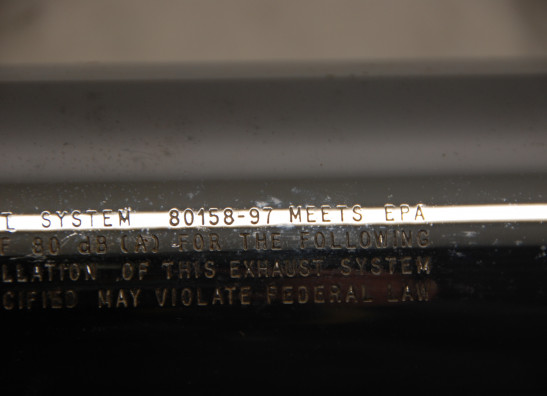 SYSTEM 80158-97 MEETS EPA
F 80 dB (A) FOR THE FOLLOWING
LLATION OF THIS EXHAUST SYSTEM
CIFIED MAY VIOLATE FEDERAL LAW